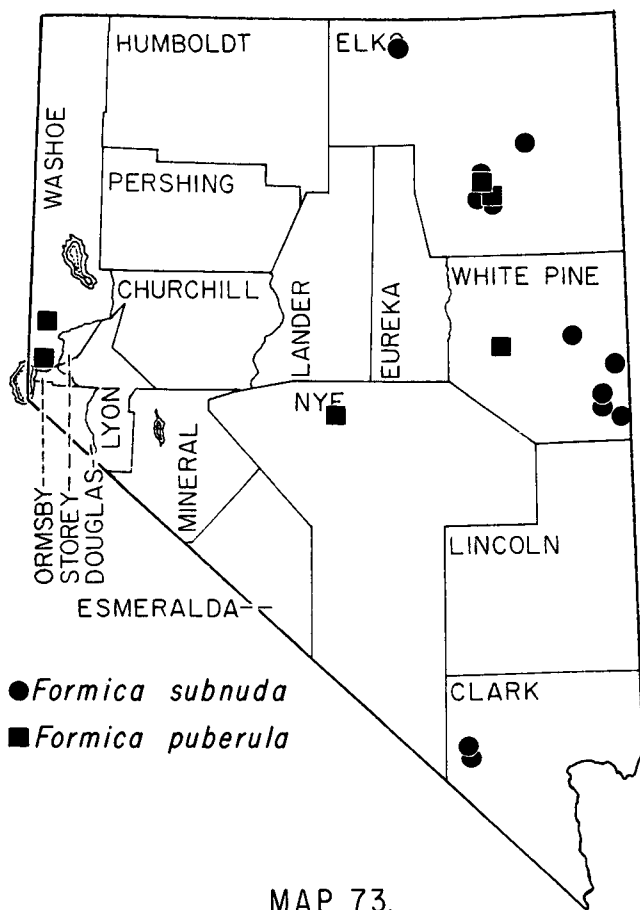 HUMBOLDT
ELKO
WASHOE
PERSHING
CHURCHILL
LANDER
EUREKA
WHITE PINE
NYE
LYON
MINERAL
ORMSBY
STOREY
DOUGLAS
LINCOLN
ESMERALDA
CLARK
Formica subnuda
Formica puberula
MAP 73.